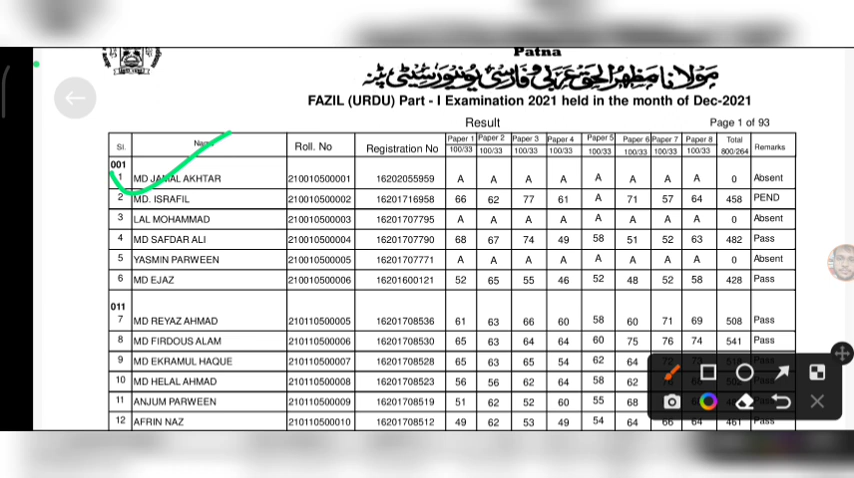 Patna
مولانا مظہرالحق عربی و فارسی یونیورسیٹی پٹنہ
FAZIL (URDU) Part - I Examination 2021 held in the month of Dec-2021
Result Page 1 of 93
Sl. Name Roll. No Registration No Paper 1 Paper 2 Paper 3 Paper 4 Paper 5 Paper 6 Paper 7 Paper 8 Total Remarks
100/33 100/33 100/33 100/33 100/33 100/33 100/33 100/33 800/264
001
1 MD JAMAL AKHTAR 210010500001 16202055959 A A A A A A A A 0 Absent
2 MD. ISRAFIL 210010500002 16201716958 66 62 77 61 A 71 57 64 458 PEND
3 LAL MOHAMMAD 210010500003 16201707795 A A A A A A A A 0 Absent
4 MD SAFDAR ALI 210010500004 16201707790 68 67 74 49 58 51 52 63 482 Pass
5 YASMIN PARWEEN 210010500005 16201707771 A A A A A A A A 0 Absent
6 MD EJAZ 210010500006 16201600121 52 65 55 46 52 48 52 58 428 Pass
011
7 MD REYAZ AHMAD 210110500005 16201708536 61 63 66 60 58 60 71 69 508 Pass
8 MD FIRDOUS ALAM 210110500006 16201708530 65 63 64 64 60 75 76 74 541 Pass
9 MD EKRAMUL HAQUE 210110500007 16201708528 65 63 65 54 62 64 Pass
10 MD HELAL AHMAD 210110500008 16201708523 56 56 62 64 58 62 Pass
11 ANJUM PARWEEN 210110500009 16201708519 51 62 52 60 55 68 Pass
12 AFRIN NAZ 210110500010 16201708512 49 62 53 49 54 64 66 64 461 Pass